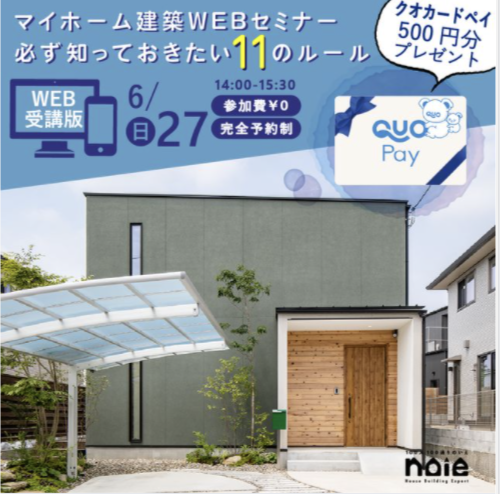 マイホーム建築WEBセミナー
必ず知っておきたい11のルール
クオカードペイ
500円分
プレゼント
WEB
受講版
6/27
日
14:00-15:30
参加費¥0
完全予約制
QUO
Pay
noie
House Building Expert